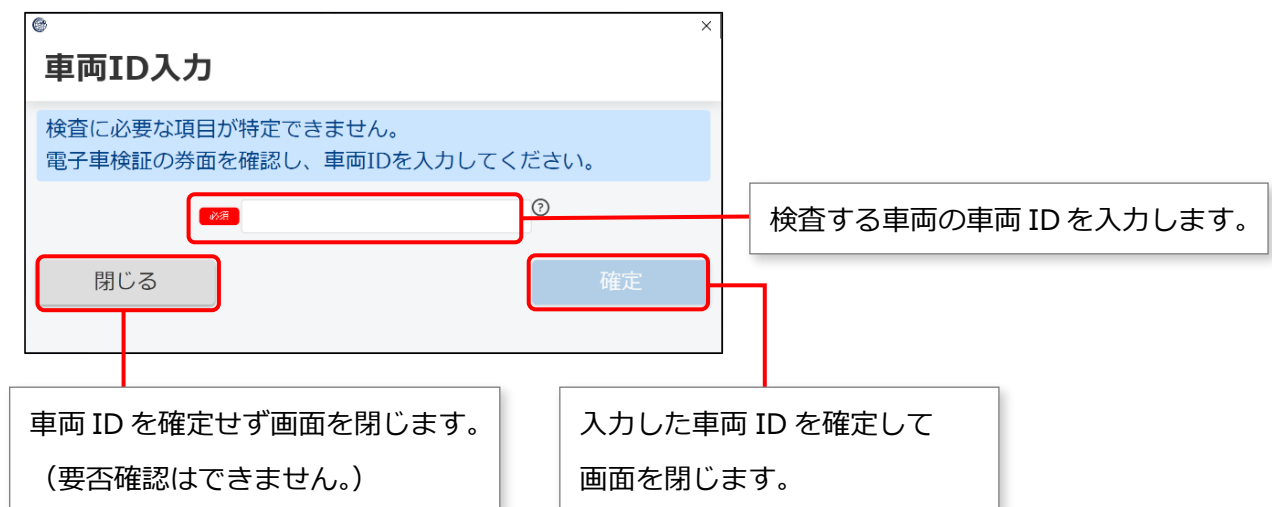 車両ID入力
検査に必要な項目が特定できません。
電子車検証の券面を確認し、車両IDを入力してください。
必須
?
検査する車両の車両 ID を入力します。
閉じる
確定
車両 ID を確定せず画面を閉じます。
（要否確認はできません。）
入力した車両 ID を確定して
画面を閉じます。